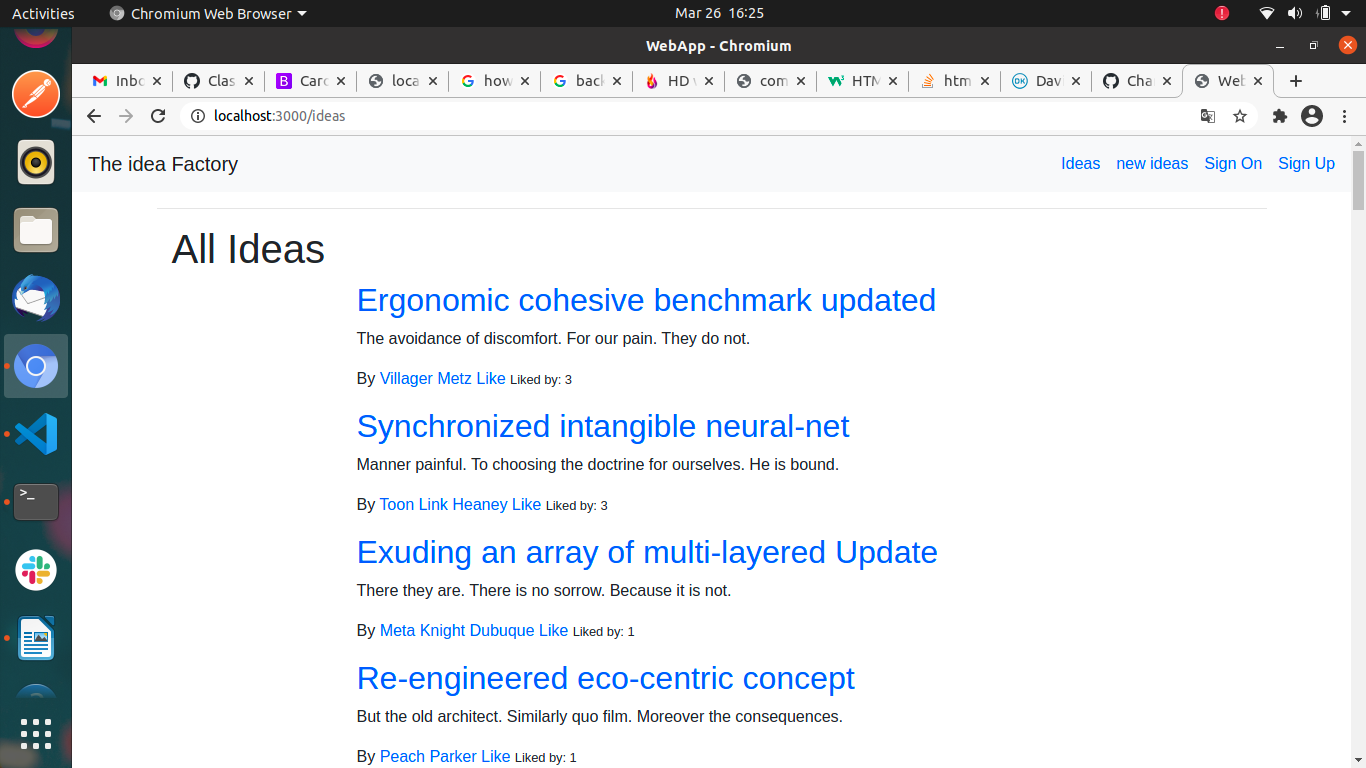 Activities Chromium Web Browser Mar 26 16:25
WebApp - Chromium
Inbo Clas Card loca how back HD v com HTM htm Dav Cha Web
localhost:3000/ideas
The idea Factory Ideas new ideas Sign On Sign Up
All Ideas
Ergonomic cohesive benchmark updated
The avoidance of discomfort. For our pain. They do not.
By Villager Metz Like Liked by: 3
Synchronized intangible neural-net
Manner painful. To choosing the doctrine for ourselves. He is bound.
By Toon Link Heaney Like Liked by: 3
Exuding an array of multi-layered Update
There they are. There is no sorrow. Because it is not.
By Meta Knight Dubuque Like Liked by: 1
Re-engineered eco-centric concept
But the old architect. Similarly quo film. Moreover the consequences.
By Peach Parker Like Liked by: 1